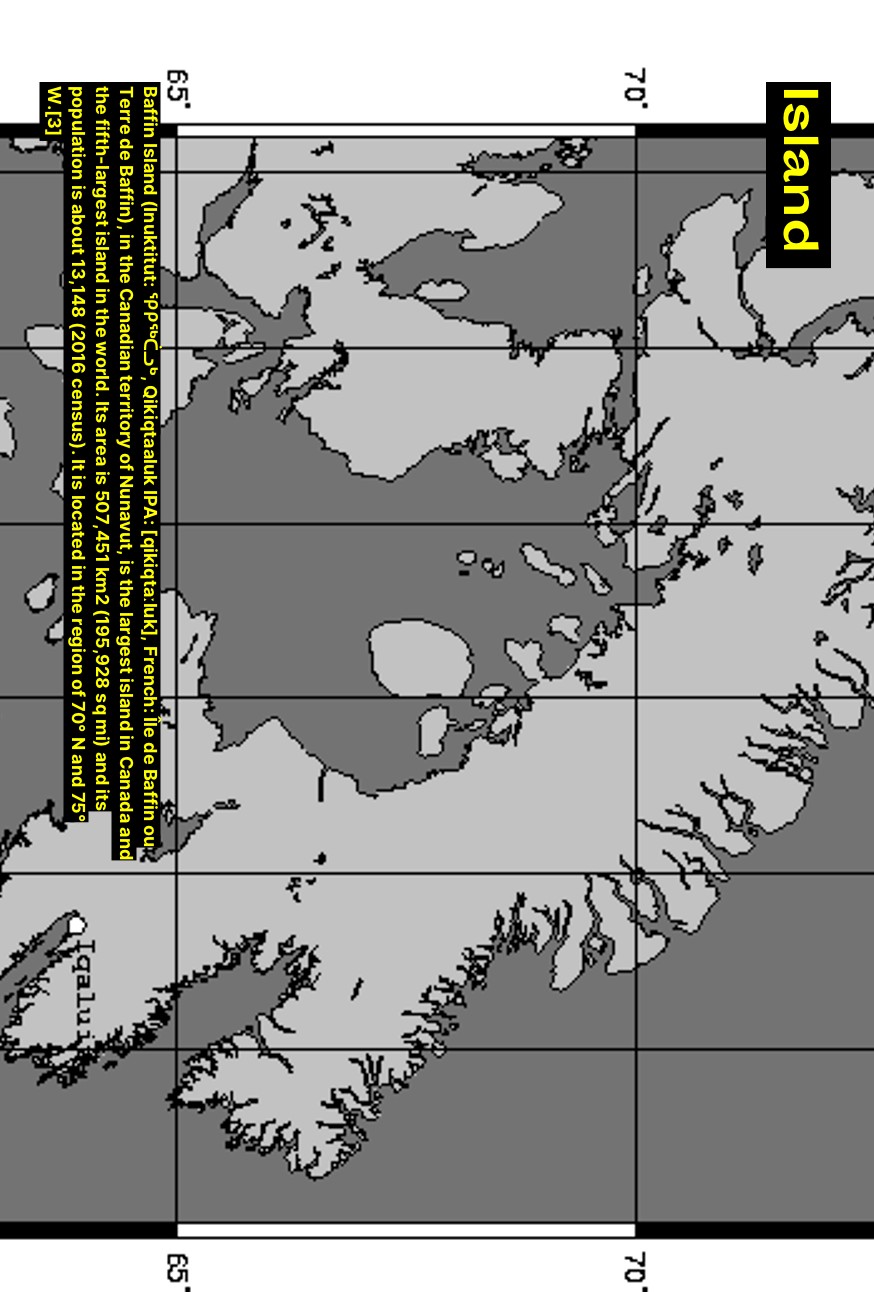 Island
70°
70°
65°
65°
Baffin Island (Inuktitut: ᕿᑭᖅᑖᓗᒃ, Qikiqtaaluk IPA: [qikiqta:luk], French: Île de Baffin ou
Terre de Baffin), in the Canadian territory of Nunavut, is the largest island in Canada and
the fifth-largest island in the world. Its area is 507,451 km2 (195,928 sq mi) and its
population is about 13,148 (2016 census). It is located in the region of 70° N and 75°
W.[3]
Iqalui